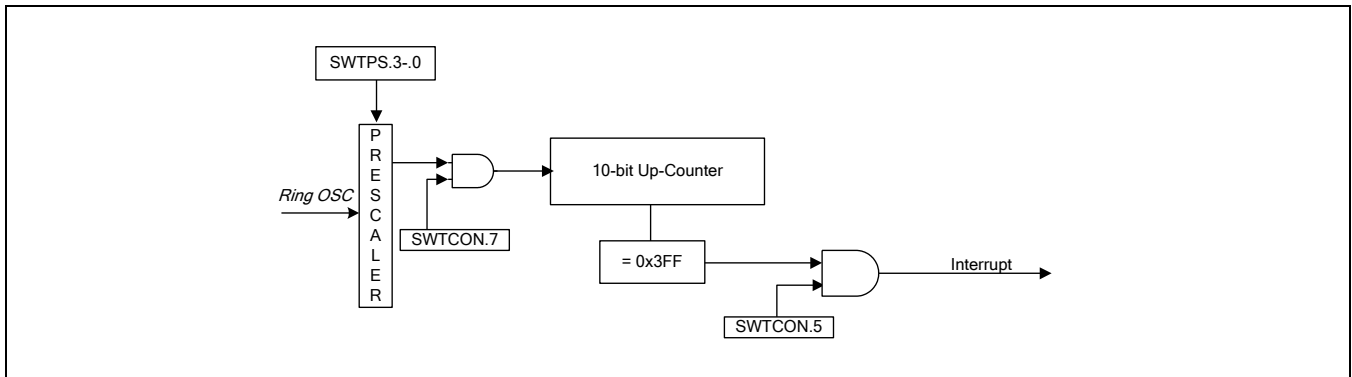 SWTPS.3-.0
P
R
E
S
C
A
L
E
R
Ring OSC
SWTCON.7
10-bit Up-Counter
= 0x3FF
SWTCON.5
Interrupt